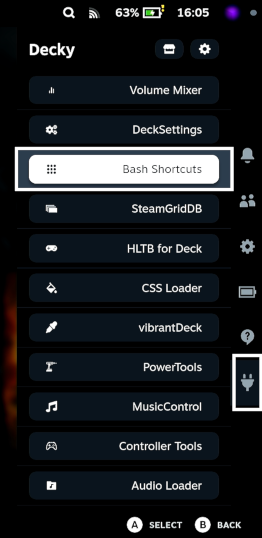 63% 16:05
Decky
Volume Mixer
DeckSettings
Bash Shortcuts
SteamGridDB
HLTB for Deck
CSS Loader
vibrantDeck
PowerTools
MusicControl
Controller Tools
Audio Loader
A SELECT B BACK